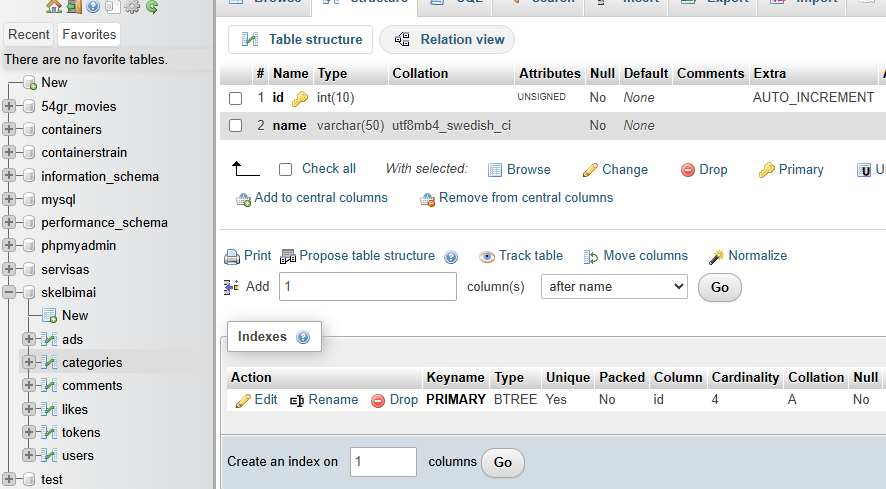 Browse Structure SQL Search Insert Export Import
Recent Favorites
There are no favorite tables.
New
54gr_movies
containers
containerstrain
information_schema
mysql
performance_schema
phpmyadmin
servisas
skelbimai
New
ads
categories
comments
likes
tokens
users
test
Table structure Relation view
# Name Type Collation Attributes Null Default Comments Extra
1 id int(10) UNSIGNED No None AUTO_INCREMENT
2 name varchar(50) utf8mb4_swedish_ci No None
Check all With selected: Browse Change Drop Primary
Add to central columns Remove from central columns
Print Propose table structure Track table Move columns Normalize
Add 1 column(s) after name Go
Indexes
Action Keyname Type Unique Packed Column Cardinality Collation Null
Edit Rename Drop PRIMARY BTREE Yes No id 4 A No
Create an index on 1 columns Go